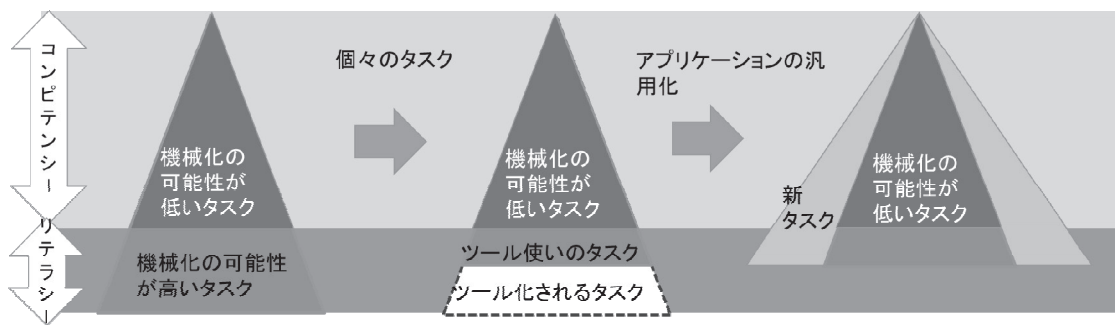 コンピテンシー
リテラシー
機械化の
可能性が
低いタスク
機械化の可能性
が高いタスク
個々のタスク
機械化の
可能性が
低いタスク
ツール使いのタスク
ツール化されるタスク
アプリケーションの汎
用化
新
タスク
機械化の
可能性が
低いタスク